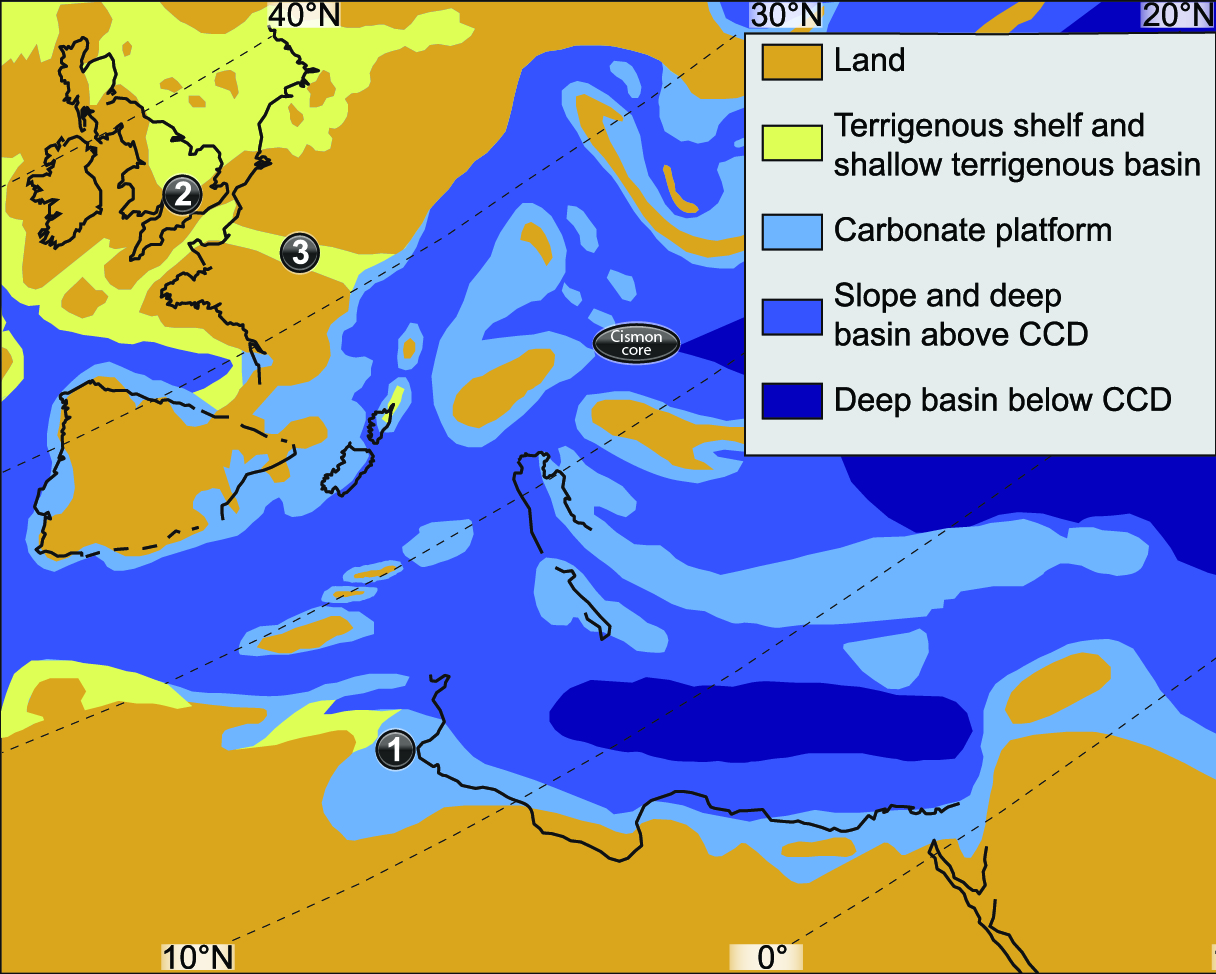 40°N
30°N
20°N
Land
Terrigenous shelf and
shallow terrigenous basin
Carbonate platform
Slope and deep
basin above CCD
Deep basin below CCD
2
3
Cismon
core
1
10°N
0°